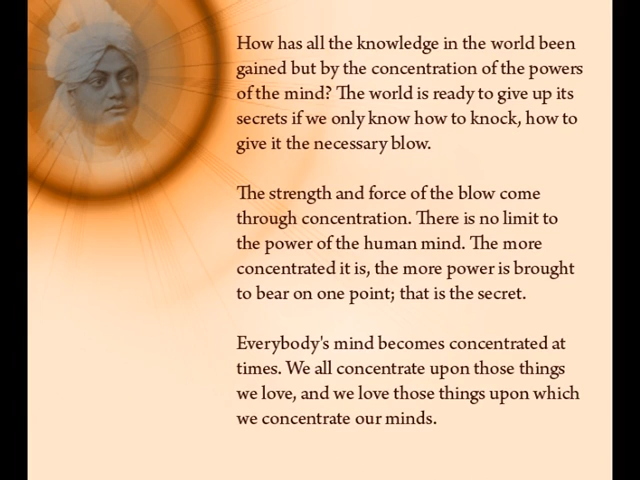 How has all the knowledge in the world been
gained but by the concentration of the powers
of the mind? The world is ready to give up its
secrets if we only know how to knock, how to
give it the necessary blow.
The strength and force of the blow come
through concentration. There is no limit to
the power of the human mind. The more
concentrated it is, the more power is brought
to bear on one point; that is the secret.
Everybody's mind becomes concentrated at
times. We all concentrate upon those things
we love, and we love those things upon which
we concentrate our minds.